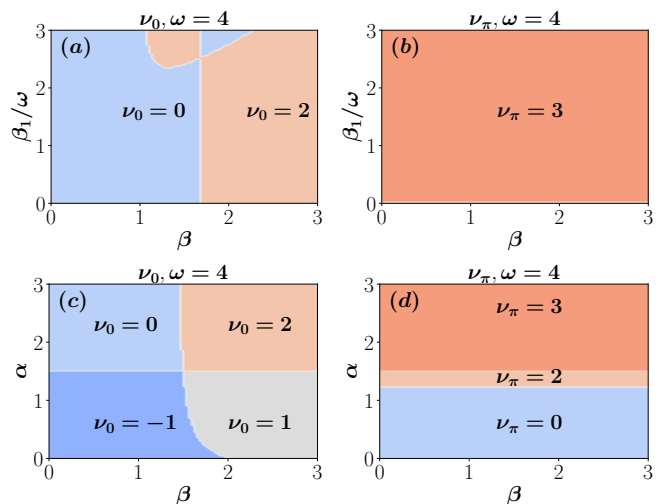 ν₀, ω = 4
(a)
ν₀ = 0
ν₀ = 2
β₁/ω
3
2
1
0
0 1 2 3
β
ν_π, ω = 4
(b)
ν_π = 3
β₁/ω
3
2
1
0
0 1 2 3
β
ν₀, ω = 4
(c)
ν₀ = 0
ν₀ = 2
ν₀ = −1
ν₀ = 1
α
3
2
1
0
0 1 2 3
β
ν_π, ω = 4
(d)
ν_π = 3
ν_π = 2
ν_π = 0
α
3
2
1
0
0 1 2 3
β